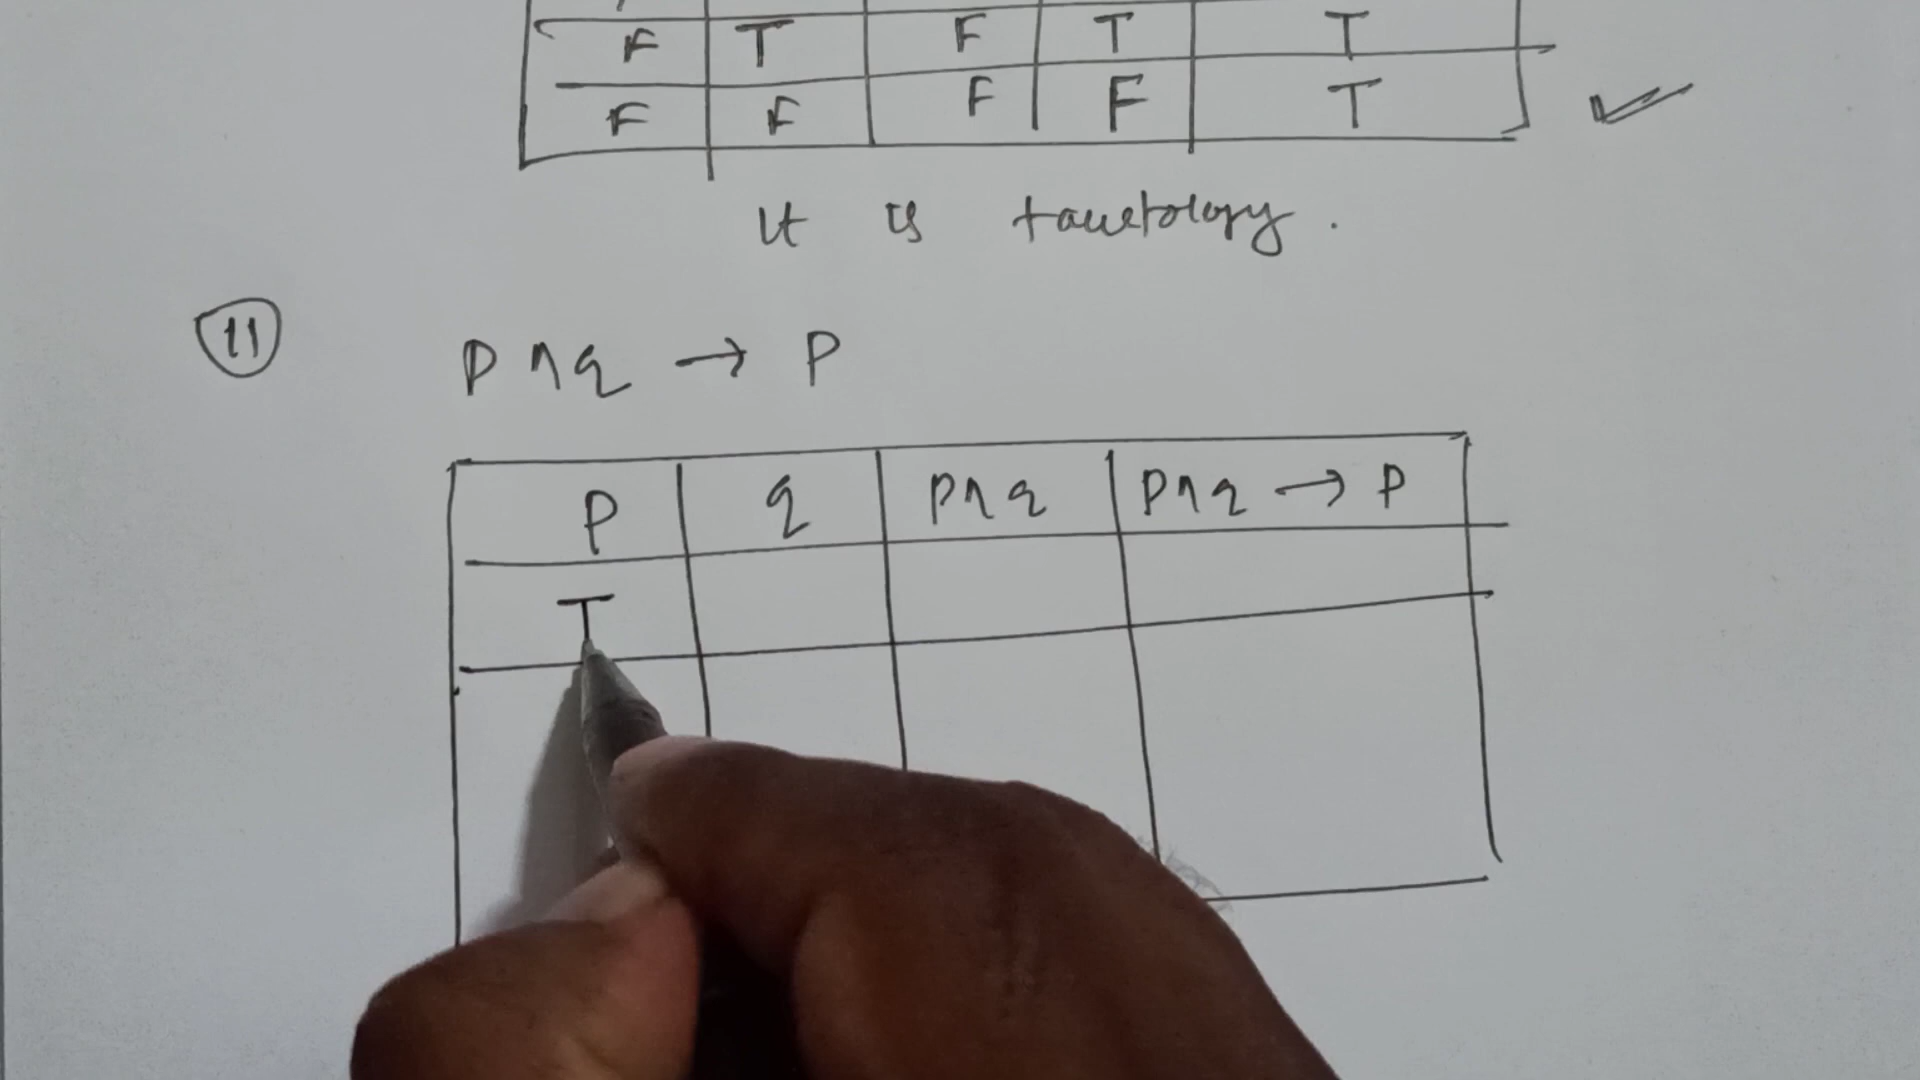 F T F T T
F F F F T
It is tautology.
11
P ∧ q → P
P q P∧q P∧q → P
T